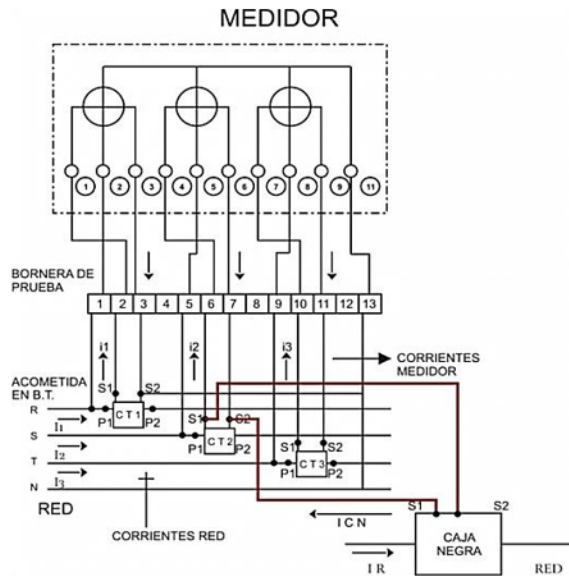 MEDIDOR
1 2 3 4 5 6 7 8 9 11
BORNERA DE
PRUEBA
1 2 3 4 5 6 7 8 9 10 11 12 13
i1 i2 i3
CORRIENTES
MEDIDOR
ACOMETIDA
EN B.T.
S1 S2
R CT1
I1 P1 P2
S1 S2
S CT2
I2 P1 P2
S1 S2
T CT3
I3 P1 P2
N
RED
CORRIENTES RED
I C N
S1 S2
CAJA
NEGRA
I R
RED